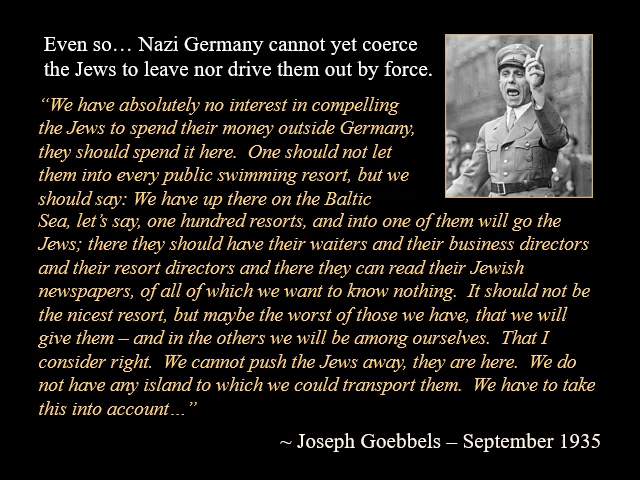 Even so… Nazi Germany cannot yet coerce
the Jews to leave nor drive them out by force.
“We have absolutely no interest in compelling
the Jews to spend their money outside Germany,
they should spend it here.  One should not let
them into every public swimming resort, but we
should say: We have up there on the Baltic
Sea, let’s say, one hundred resorts, and into one of them will go the
Jews; there they should have their waiters and their business directors
and their resort directors and there they can read their Jewish
newspapers, of all of which we want to know nothing.  It should not be
the nicest resort, but maybe the worst of those we have, that we will
give them – and in the others we will be among ourselves.  That I
consider right.  We cannot push the Jews away, they are here.  We do
not have any island to which we could transport them.  We have to take
this into account…”
~ Joseph Goebbels – September 1935